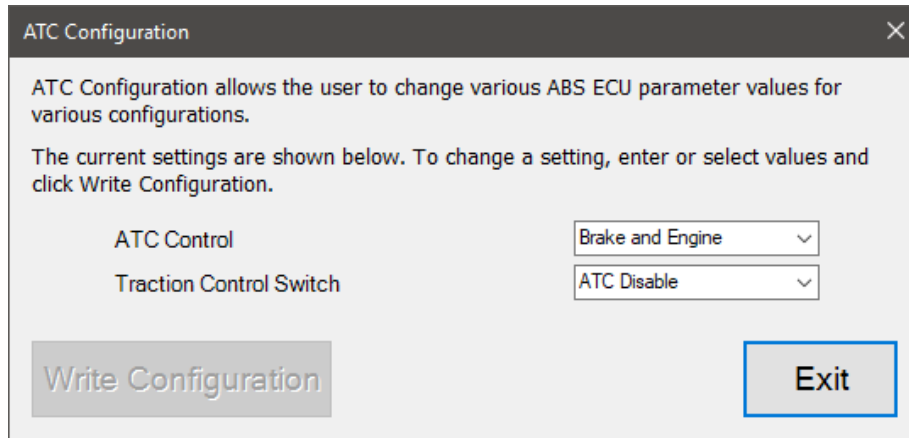 ATC Configuration
ATC Configuration allows the user to change various ABS ECU parameter values for
various configurations.
The current settings are shown below. To change a setting, enter or select values and
click Write Configuration.
ATC Control Brake and Engine
Traction Control Switch ATC Disable
Write Configuration Exit